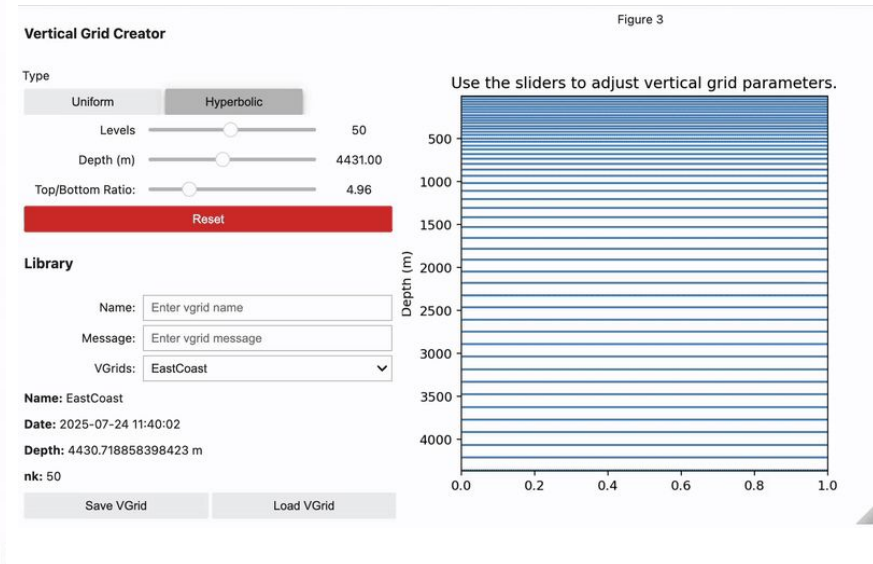 Vertical Grid Creator
Type
Uniform Hyperbolic
Levels 50
Depth (m) 4431.00
Top/Bottom Ratio: 4.96
Reset
Library
Name: Enter vgrid name
Message: Enter vgrid message
VGrids: EastCoast
Name: EastCoast
Date: 2025-07-24 11:40:02
Depth: 4430.718858398423 m
nk: 50
Save VGrid Load VGrid
Figure 3
Use the sliders to adjust vertical grid parameters.
Depth (m)
500
1000
1500
2000
2500
3000
3500
4000
0.0 0.2 0.4 0.6 0.8 1.0